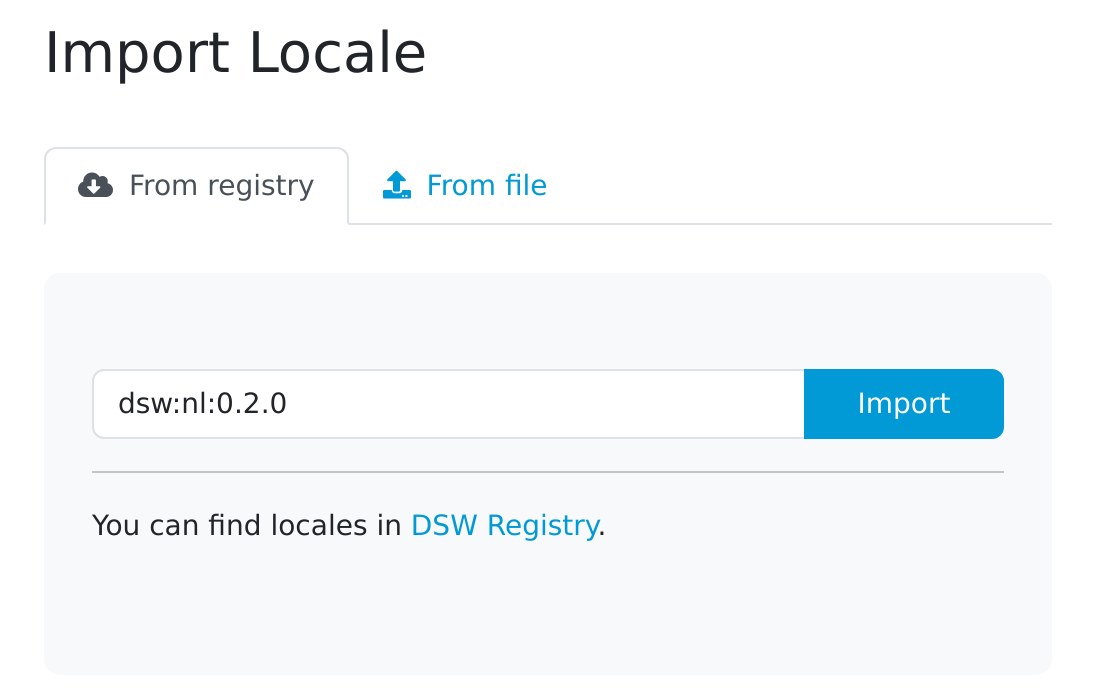 Import Locale
From registry
From file
dsw:nl:0.2.0
Import
You can find locales in DSW Registry.